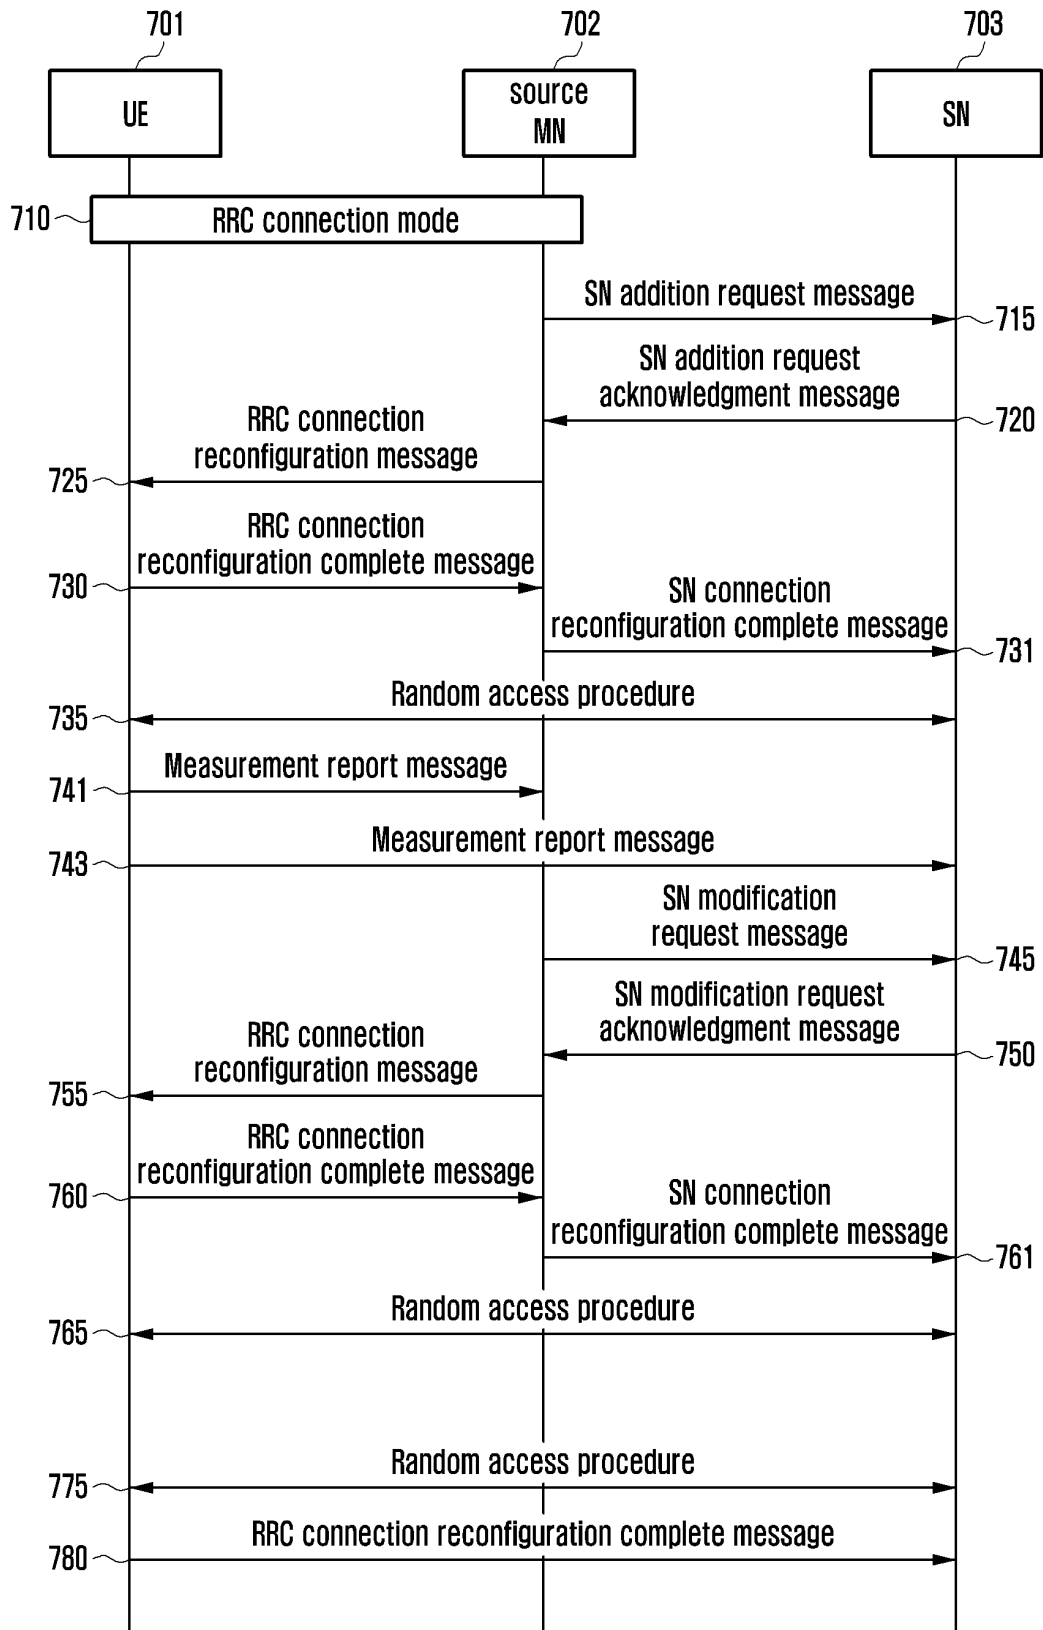 701
702
703
UE
source
MN
SN
710
RRC connection mode
SN addition request message
715
SN addition request
acknowledgment message
720
RRC connection
reconfiguration message
725
RRC connection
reconfiguration complete message
730
SN connection
reconfiguration complete message
731
Random access procedure
735
Measurement report message
741
Measurement report message
743
SN modification
request message
745
SN modification request
acknowledgment message
750
RRC connection
reconfiguration message
755
RRC connection
reconfiguration complete message
760
SN connection
reconfiguration complete message
761
Random access procedure
765
Random access procedure
775
RRC connection reconfiguration complete message
780